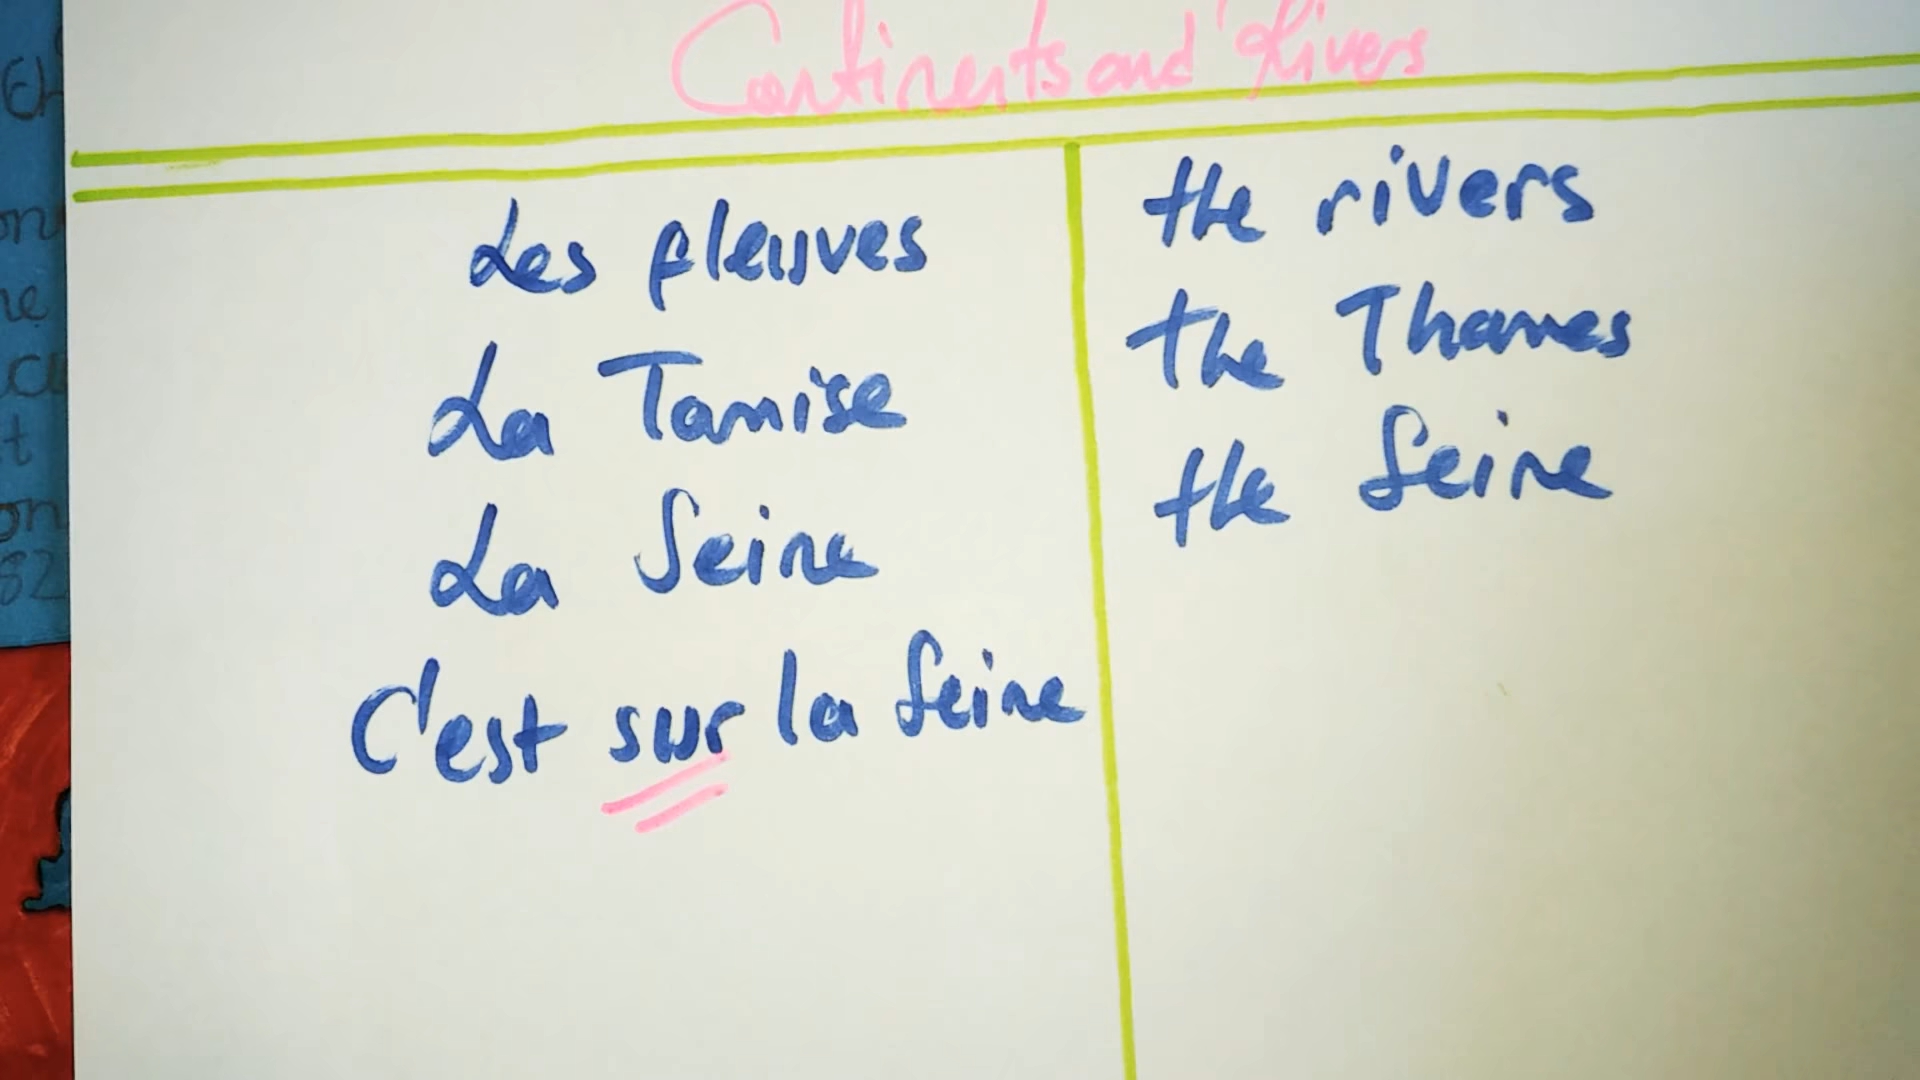 Continents and Rivers
Les fleuves
the rivers
La Tamise
the Thames
La Seine
the Seine
C'est sur la Seine